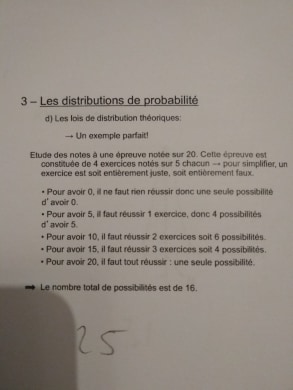 3 – Les distributions de probabilité
d) Les lois de distribution théoriques:
→ Un exemple parfait!
Etude des notes à une épreuve notée sur 20. Cette épreuve est
constituée de 4 exercices notés sur 5 chacun → pour simplifier, un
exercice est soit entièrement juste, soit entièrement faux.
• Pour avoir 0, il ne faut rien réussir donc une seule possibilité
d'avoir 0.
• Pour avoir 5, il faut réussir 1 exercice, donc 4 possibilités
d'avoir 5.
• Pour avoir 10, il faut réussir 2 exercices soit 6 possibilités.
• Pour avoir 15, il faut réussir 3 exercices soit 4 possibilités.
• Pour avoir 20, il faut tout réussir : une seule possibilité.
➡ Le nombre total de possibilités est de 16.
25